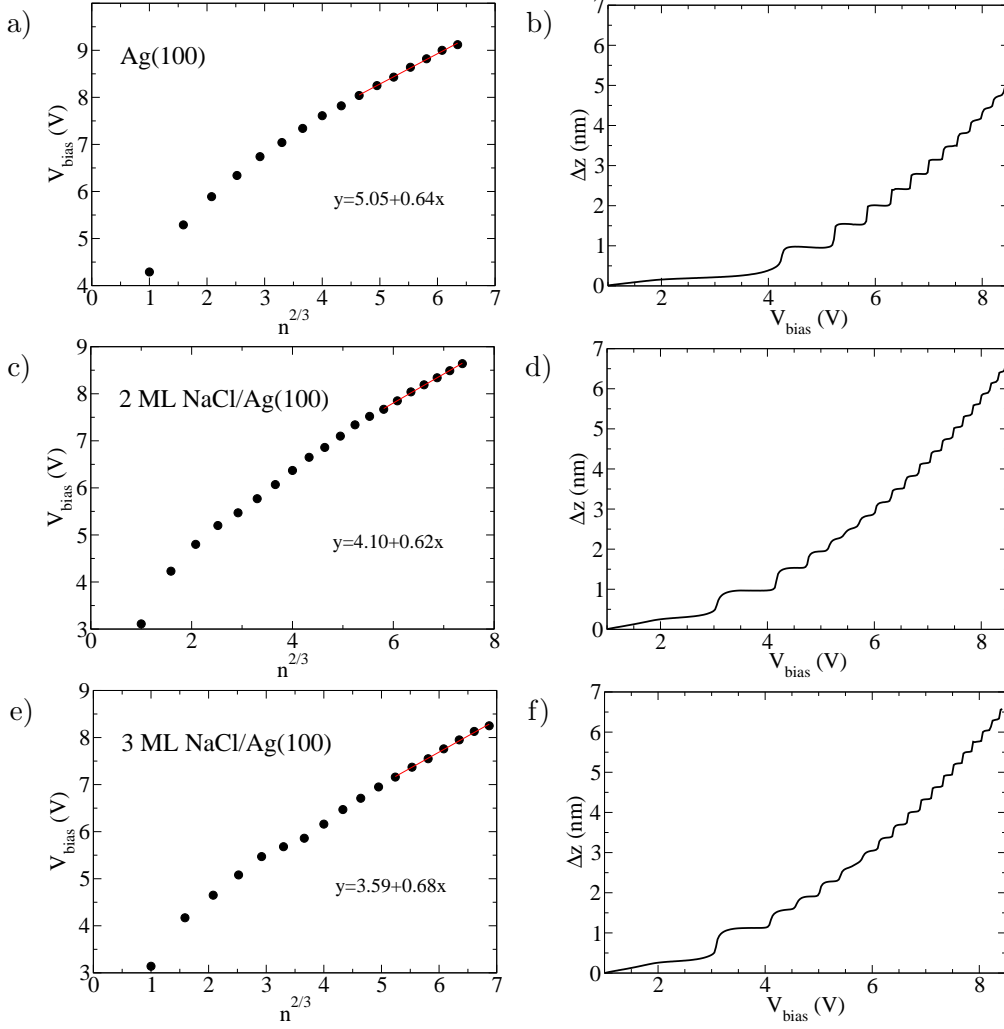 a)
Ag(100)
V_bias (V)
9
8
7
6
5
4
y=5.05+0.64x
0 1 2 3 4 5 6 7
n^{2/3}
b)
Δz (nm)
7
6
5
4
3
2
1
0
2 4 6 8
V_bias (V)
c)
2 ML NaCl/Ag(100)
V_bias (V)
9
8
7
6
5
4
3
y=4.10+0.62x
0 2 4 6 8
n^{2/3}
d)
Δz (nm)
7
6
5
4
3
2
1
0
2 4 6 8
V_bias (V)
e)
3 ML NaCl/Ag(100)
V_bias (V)
9
8
7
6
5
4
3
y=3.59+0.68x
0 1 2 3 4 5 6 7
n^{2/3}
f)
Δz (nm)
7
6
5
4
3
2
1
0
2 4 6 8
V_bias (V)